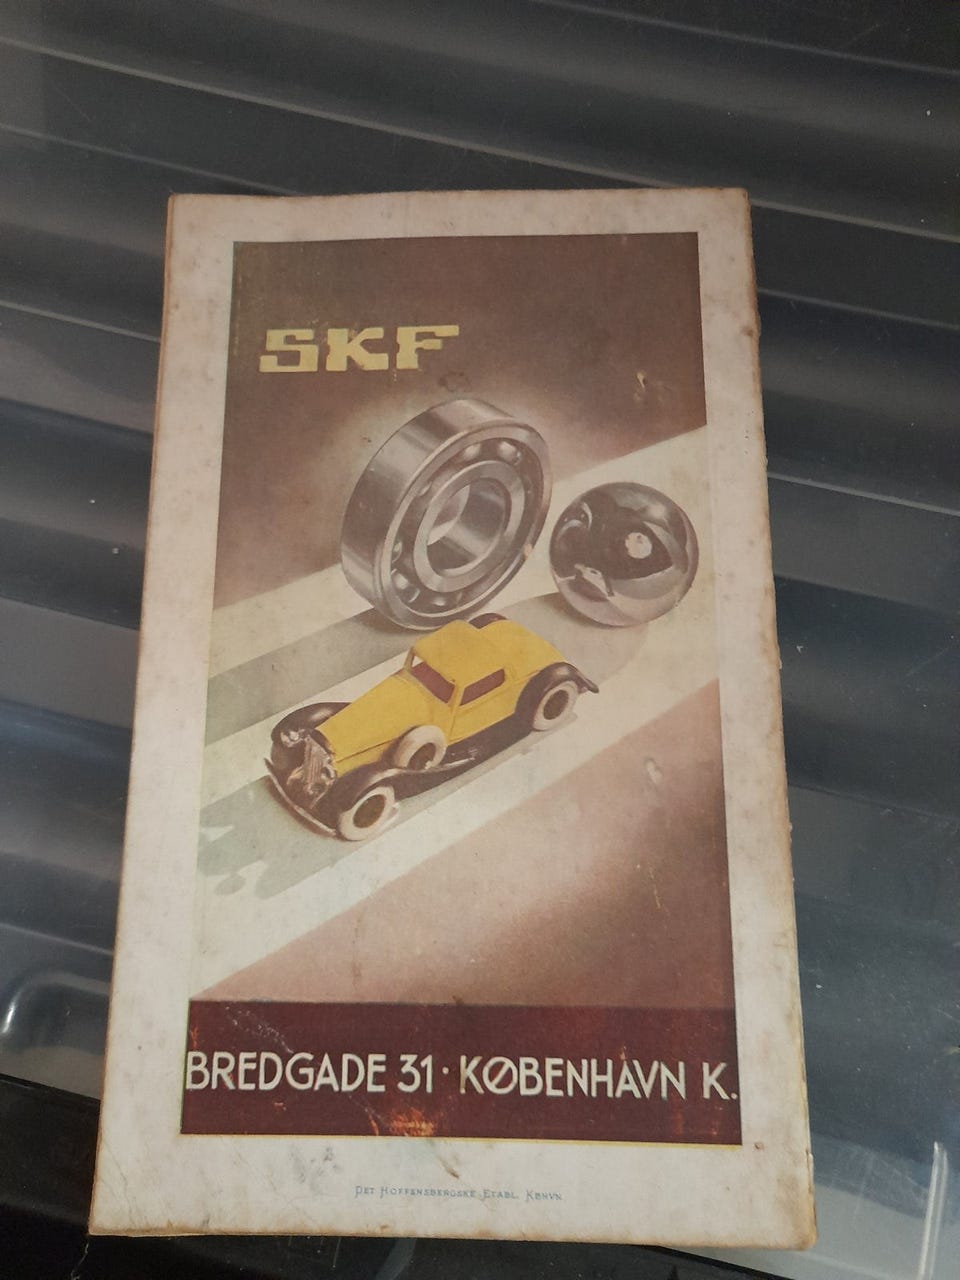 SKF
BREDGADE 31 · KØBENHAVN K.
DET HOFFENSBERGSKE ETABL. KBHVN